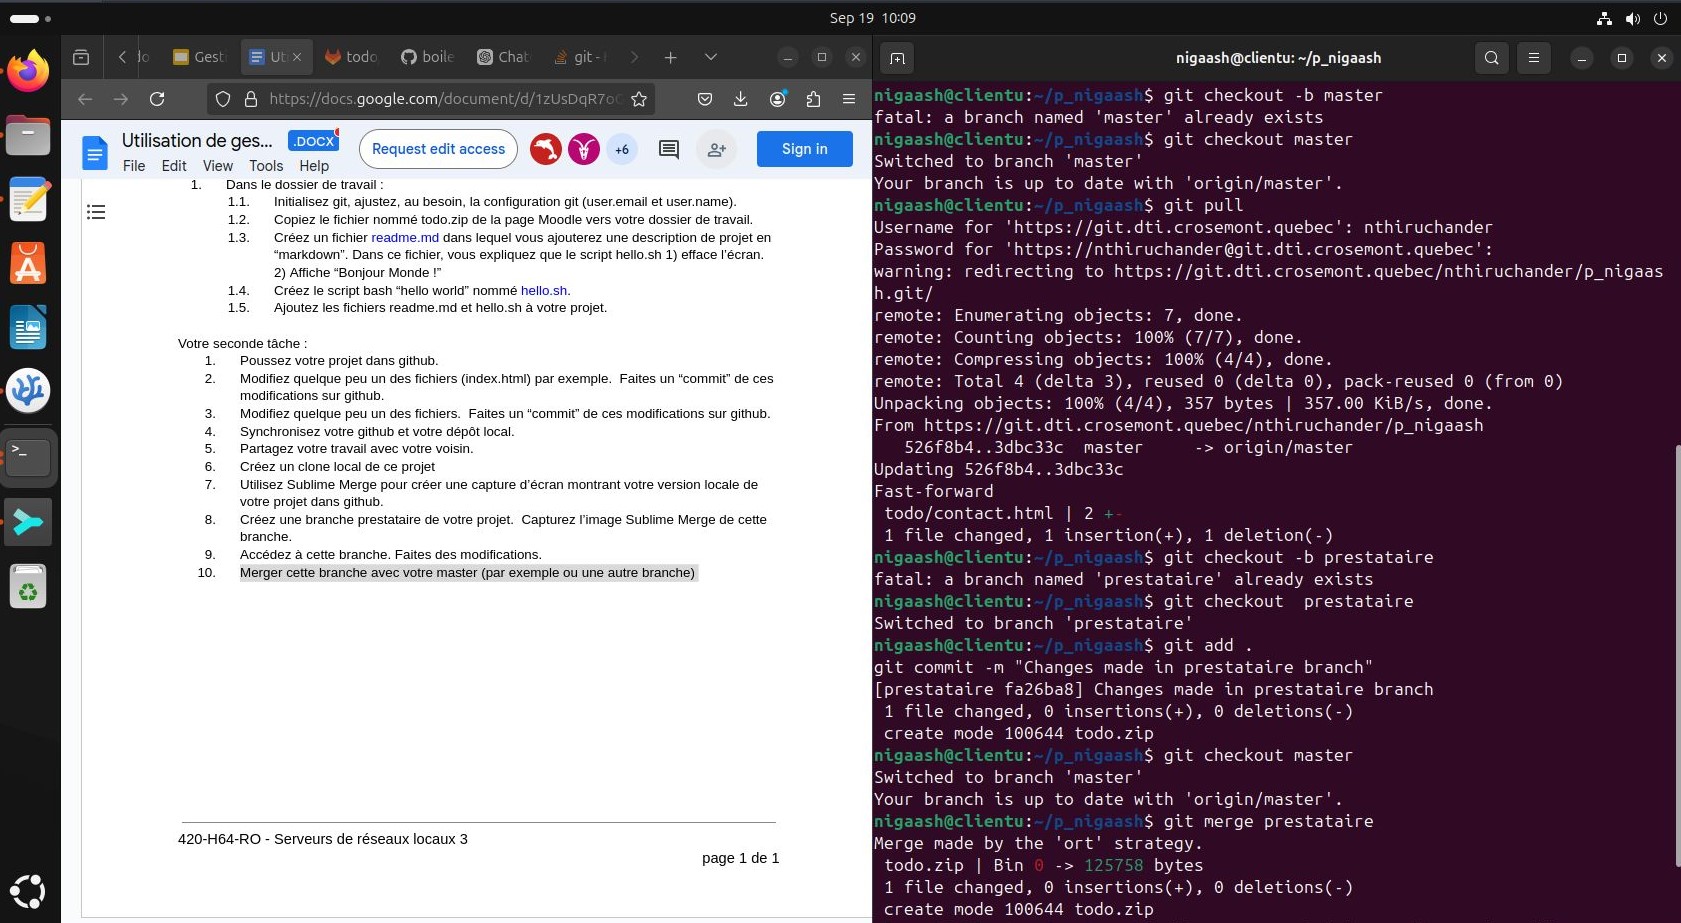 Sep 19 10:09
Gest
Ut
todo
boile
Chat
git -
https://docs.google.com/document/d/1zUsDqR7o
nigaash@clientu: ~/p_nigaash
Utilisation de ges... .DOCX
File Edit View Tools Help
Request edit access
+6
Sign in
1. Dans le dossier de travail :
1.1. Initialisez git, ajustez, au besoin, la configuration git (user.email et user.name).
1.2. Copiez le fichier nommé todo.zip de la page Moodle vers votre dossier de travail.
1.3. Créez un fichier readme.md dans lequel vous ajouterez une description de projet en
“markdown”. Dans ce fichier, vous expliquez que le script hello.sh 1) efface l’écran.
2) Affiche “Bonjour Monde !”
1.4. Créez le script bash “hello world” nommé hello.sh.
1.5. Ajoutez les fichiers readme.md et hello.sh à votre projet.
Votre seconde tâche :
1. Poussez votre projet dans github.
2. Modifiez quelque peu un des fichiers (index.html) par exemple. Faites un “commit” de ces
modifications sur github.
3. Modifiez quelque peu un des fichiers. Faites un “commit” de ces modifications sur github.
4. Synchronisez votre github et votre dépôt local.
5. Partagez votre travail avec votre voisin.
6. Créez un clone local de ce projet
7. Utilisez Sublime Merge pour créer une capture d’écran montrant votre version locale de
votre projet dans github.
8. Créez une branche prestataire de votre projet. Capturez l’image Sublime Merge de cette
branche.
9. Accédez à cette branche. Faites des modifications.
10. Merger cette branche avec votre master (par exemple ou une autre branche)
420-H64-RO - Serveurs de réseaux locaux 3
page 1 de 1
nigaash@clientu:~/p_nigaash$ git checkout -b master
fatal: a branch named 'master' already exists
nigaash@clientu:~/p_nigaash$ git checkout master
Switched to branch 'master'
Your branch is up to date with 'origin/master'.
nigaash@clientu:~/p_nigaash$ git pull
Username for 'https://git.dti.crosemont.quebec': nthiruchander
Password for 'https://nthiruchander@git.dti.crosemont.quebec':
warning: redirecting to https://git.dti.crosemont.quebec/nthiruchander/p_nigaas
h.git/
remote: Enumerating objects: 7, done.
remote: Counting objects: 100% (7/7), done.
remote: Compressing objects: 100% (4/4), done.
remote: Total 4 (delta 3), reused 0 (delta 0), pack-reused 0 (from 0)
Unpacking objects: 100% (4/4), 357 bytes | 357.00 KiB/s, done.
From https://git.dti.crosemont.quebec/nthiruchander/p_nigaash
526f8b4..3dbc33c master -> origin/master
Updating 526f8b4..3dbc33c
Fast-forward
todo/contact.html | 2 +-
1 file changed, 1 insertion(+), 1 deletion(-)
nigaash@clientu:~/p_nigaash$ git checkout -b prestataire
fatal: a branch named 'prestataire' already exists
nigaash@clientu:~/p_nigaash$ git checkout  prestataire
Switched to branch 'prestataire'
nigaash@clientu:~/p_nigaash$ git add .
git commit -m "Changes made in prestataire branch"
[prestataire fa26ba8] Changes made in prestataire branch
1 file changed, 0 insertions(+), 0 deletions(-)
create mode 100644 todo.zip
nigaash@clientu:~/p_nigaash$ git checkout master
Switched to branch 'master'
Your branch is up to date with 'origin/master'.
nigaash@clientu:~/p_nigaash$ git merge prestataire
Merge made by the 'ort' strategy.
todo.zip | Bin 0 -> 125758 bytes
1 file changed, 0 insertions(+), 0 deletions(-)
create mode 100644 todo.zip